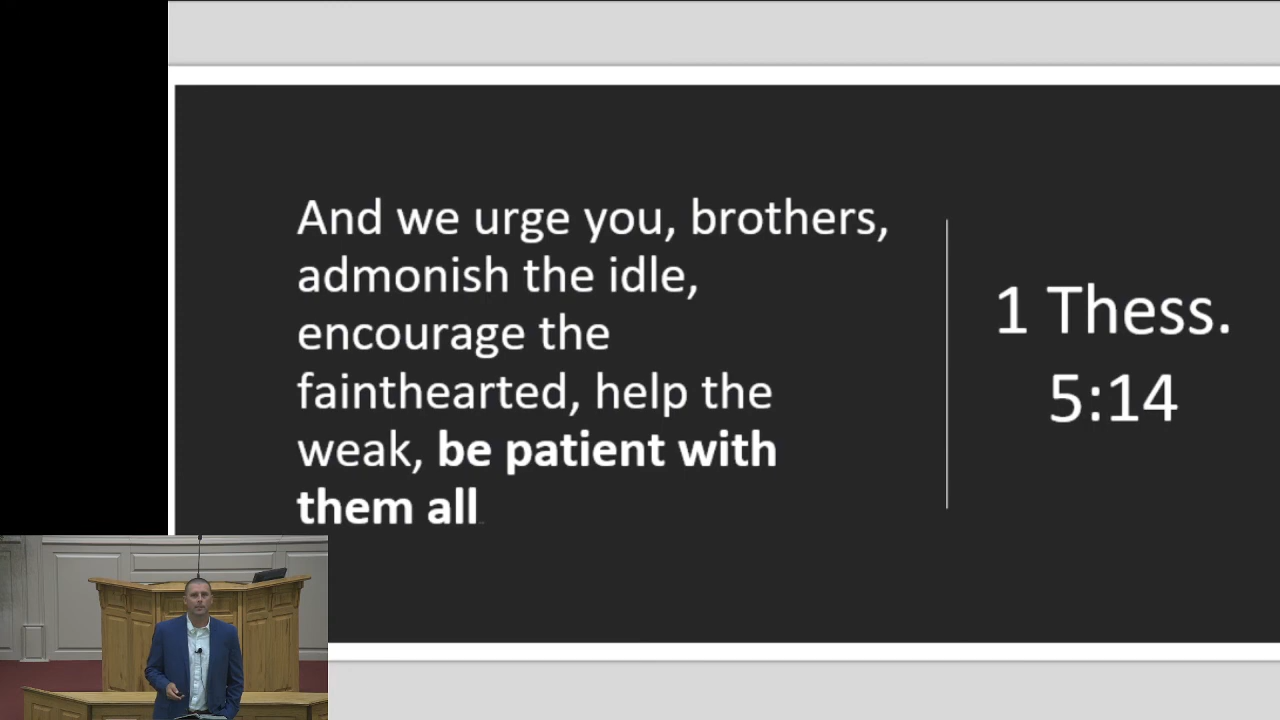 And we urge you, brothers,
admonish the idle,
encourage the
fainthearted, help the
weak, be patient with
them all
1 Thess.
5:14